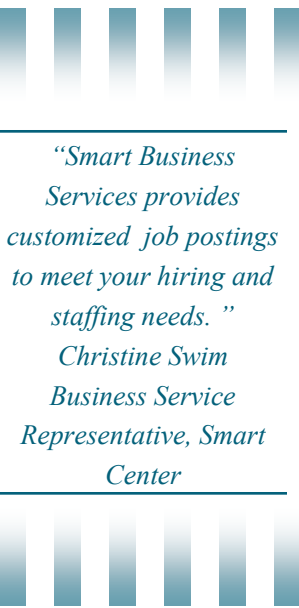 “Smart Business
Services provides
customized  job postings
to meet your hiring and
staffing needs. ”
Christine Swim
Business Service
Representative, Smart
Center